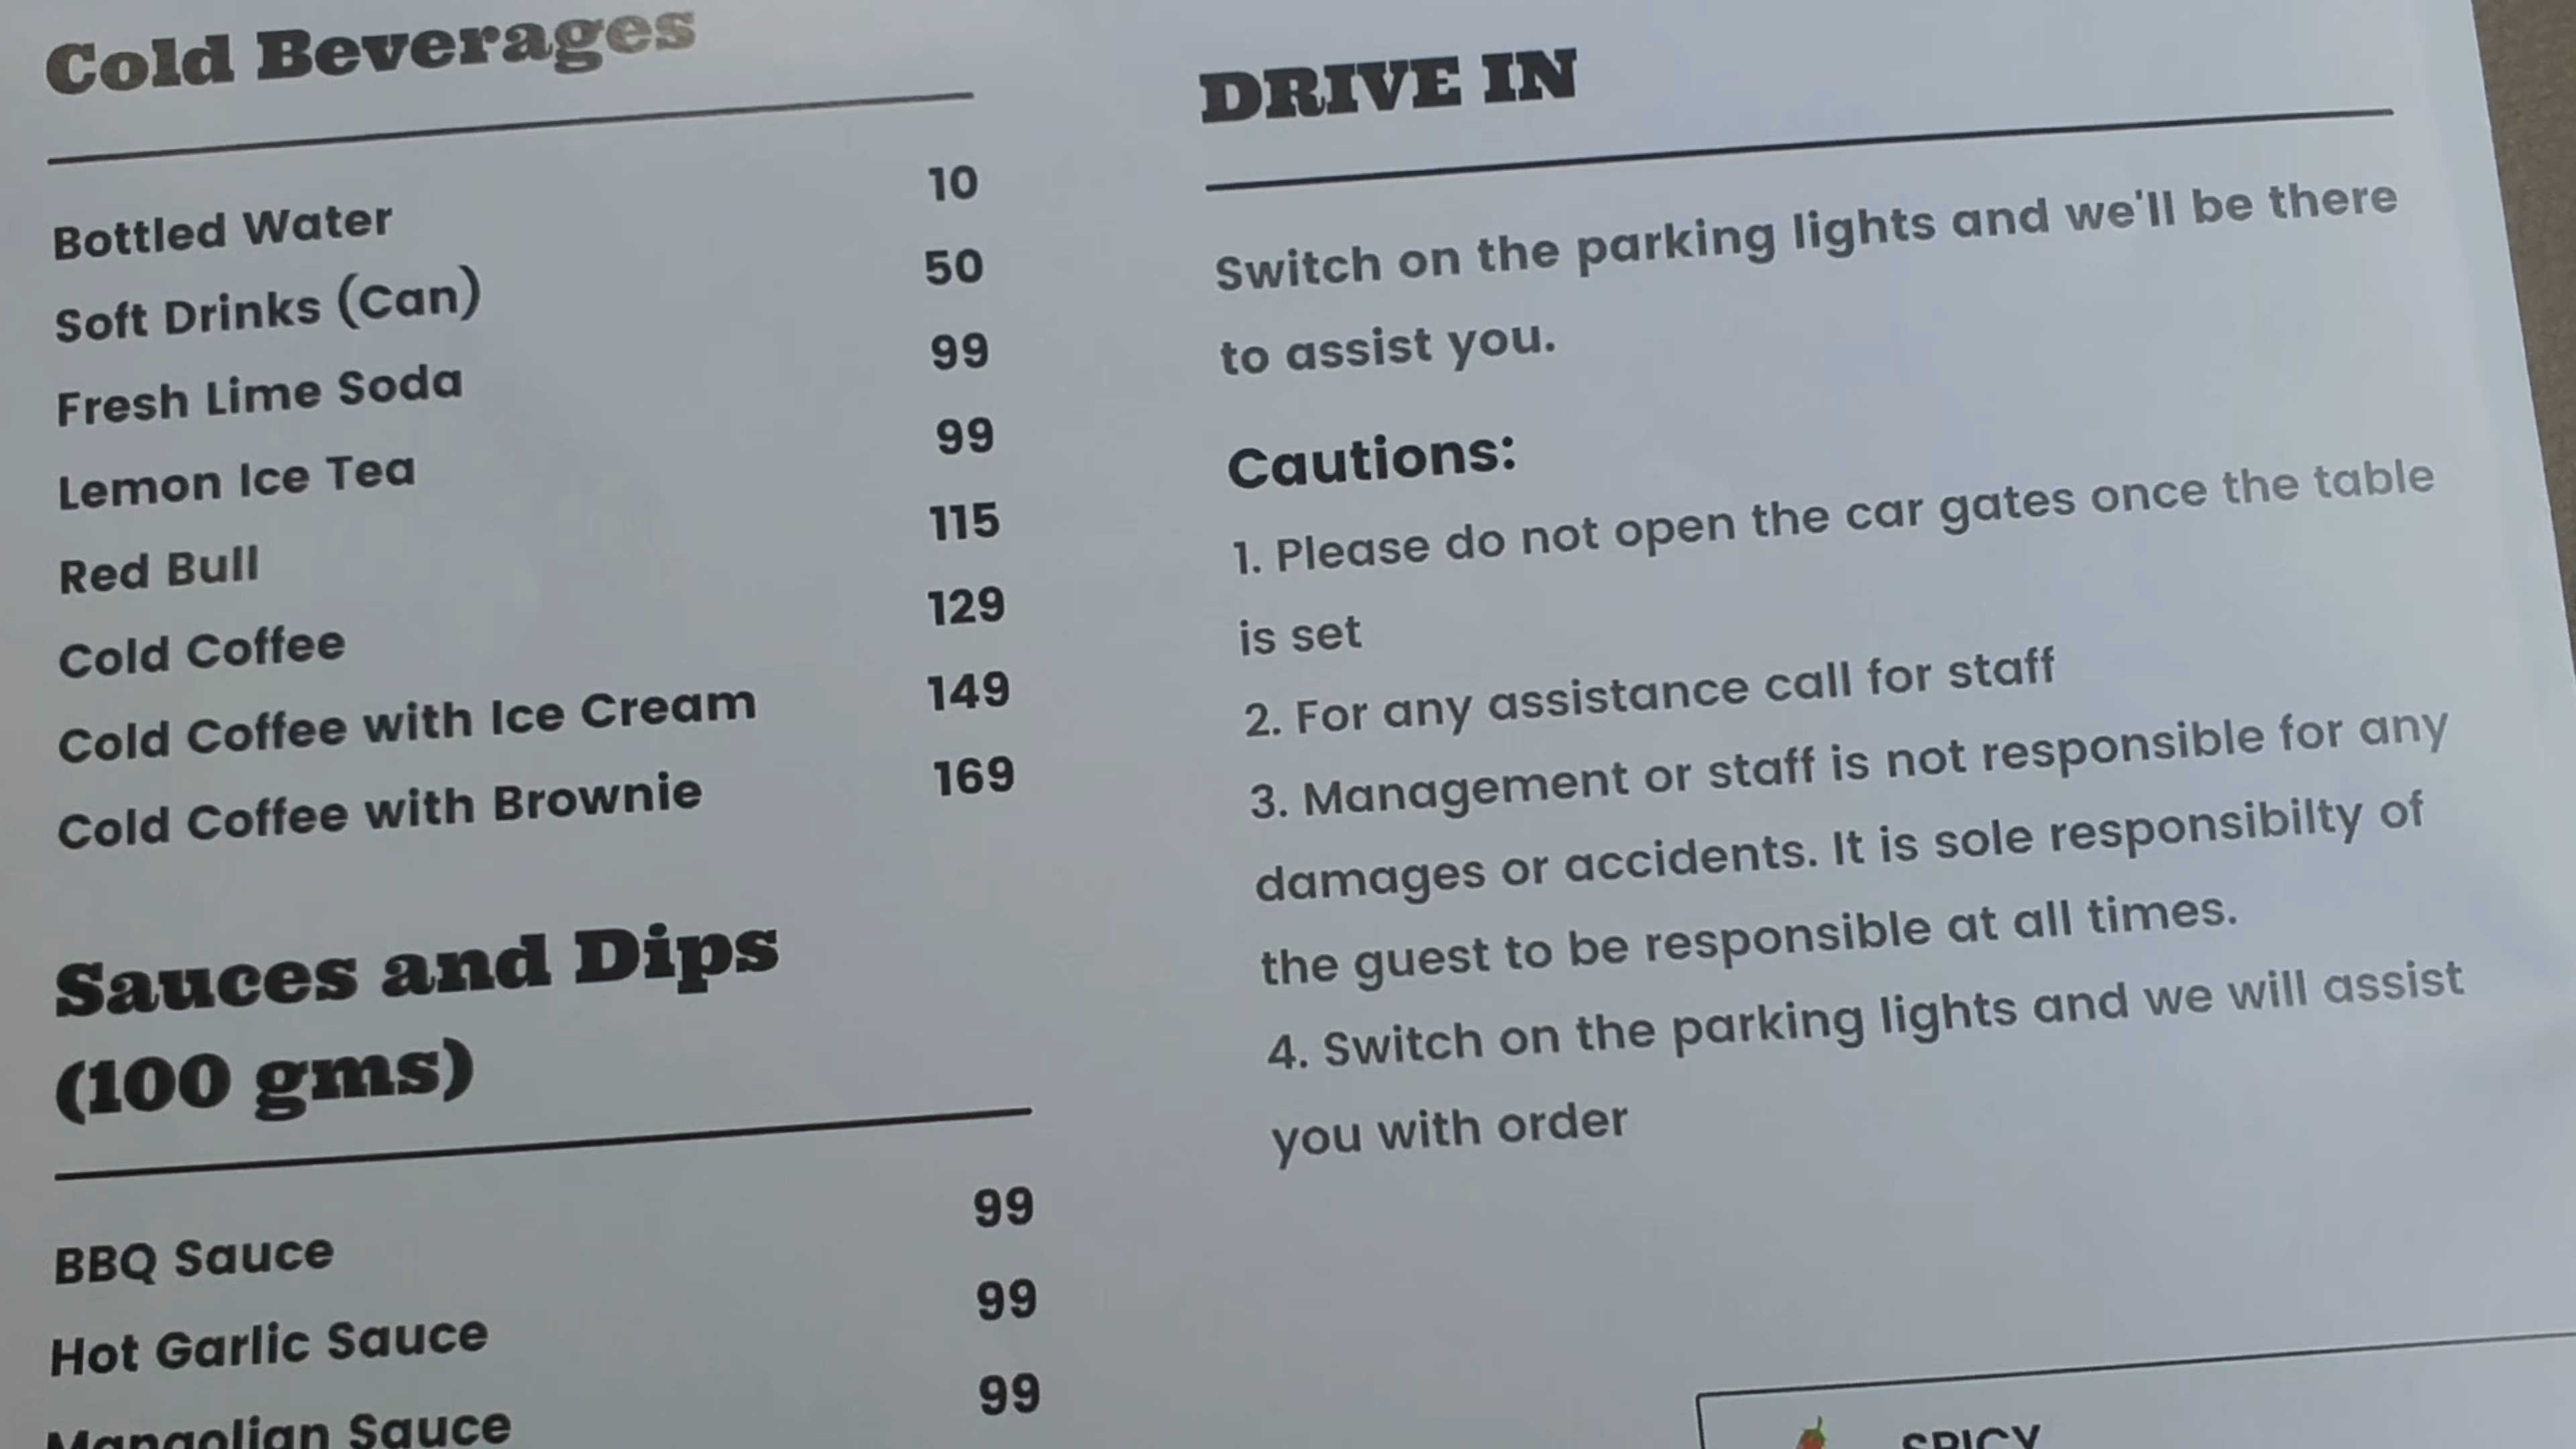 Cold Beverages
Bottled Water 10
Soft Drinks (Can) 50
Fresh Lime Soda 99
Lemon Ice Tea 99
Red Bull 115
Cold Coffee 129
Cold Coffee with Ice Cream 149
Cold Coffee with Brownie 169
Sauces and Dips
(100 gms)
BBQ Sauce 99
Hot Garlic Sauce 99
Mangolian Sauce 99
DRIVE IN
Switch on the parking lights and we'll be there
to assist you.
Cautions:
1. Please do not open the car gates once the table
is set
2. For any assistance call for staff
3. Management or staff is not responsible for any
damages or accidents. It is sole responsibilty of
the guest to be responsible at all times.
4. Switch on the parking lights and we will assist
you with order
SPICY